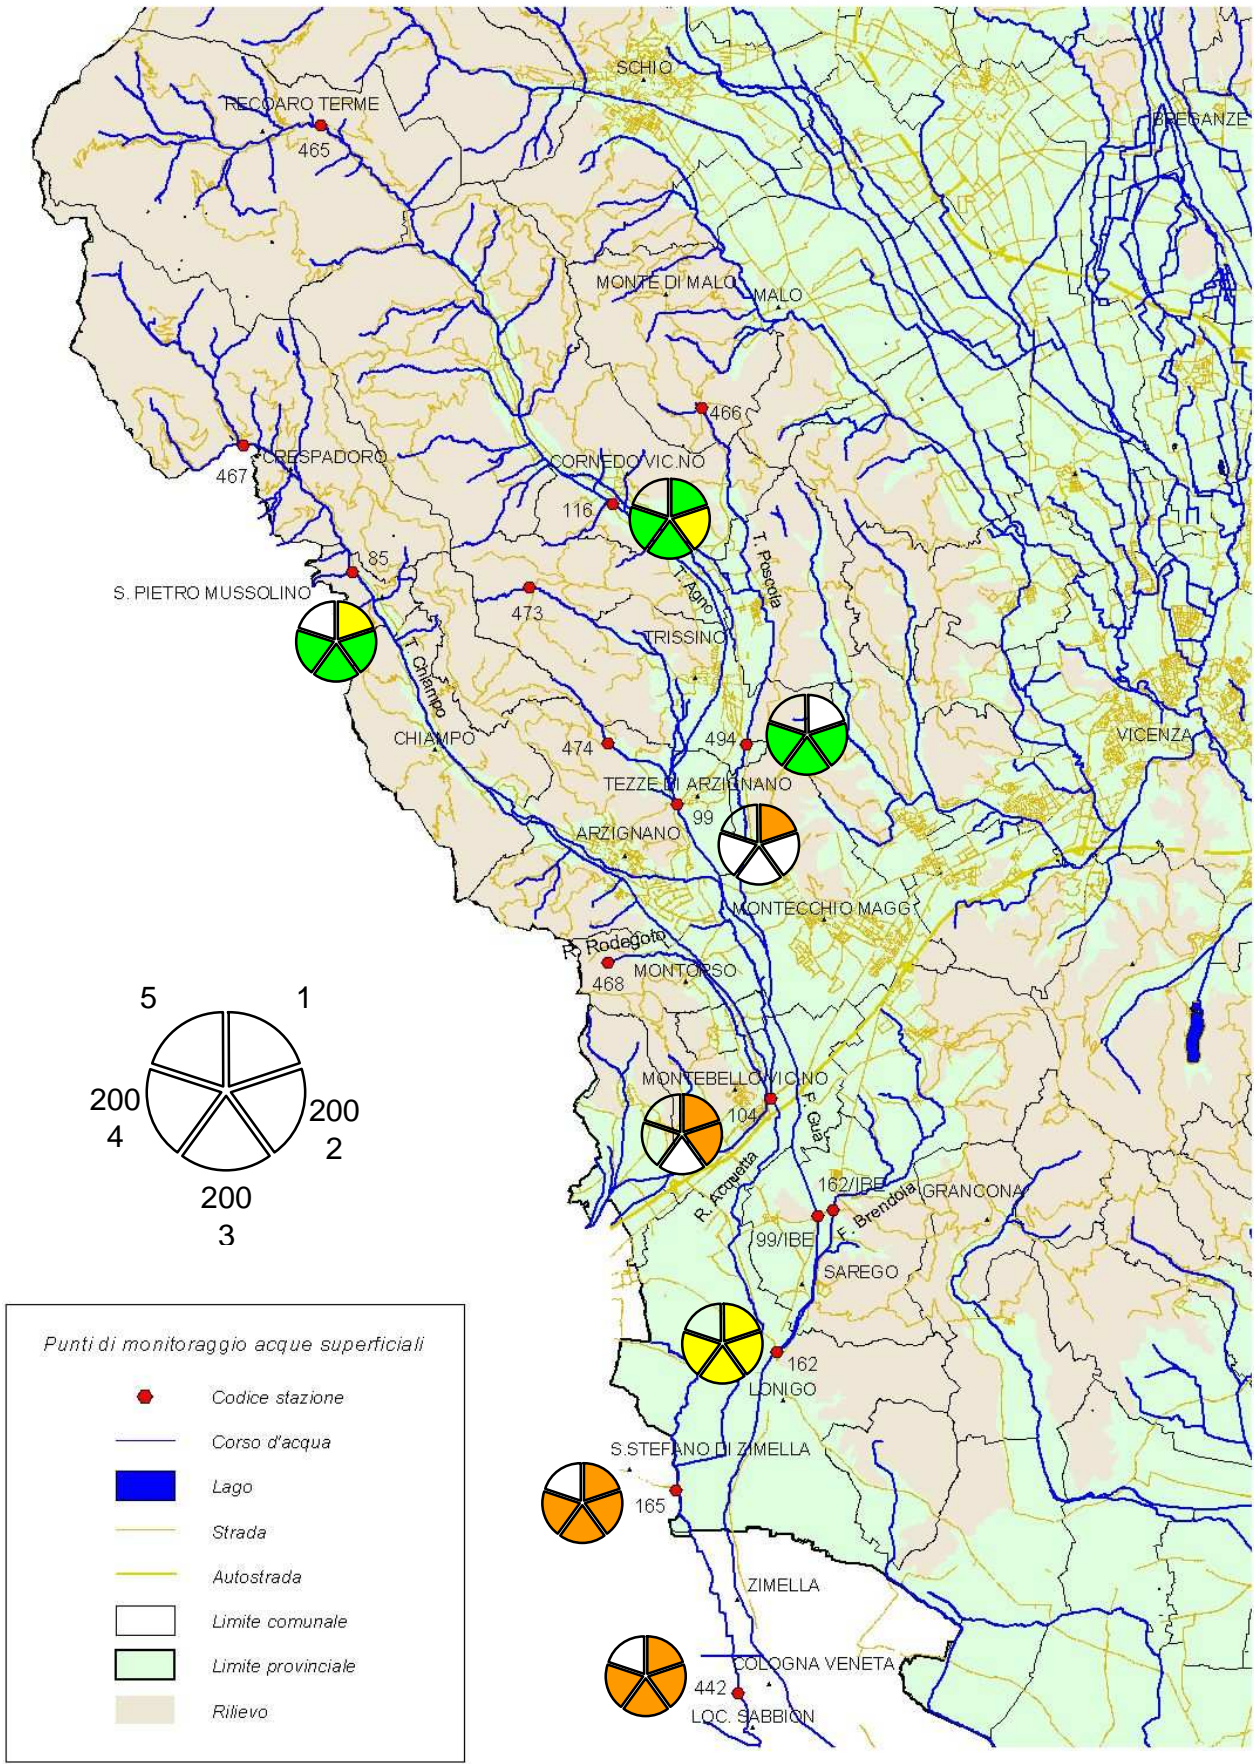 SCHIO
RECOARO TERME
BREGANZE
465
MONTE DI MALO
MALO
466
CRESPADORO
467
CORNEDO VIC.NO
116
T. Poscola
85
T. Agno
S. PIETRO MUSSOLINO
473
TRISSINO
T. Chiampo
CHIAMPO
474
494
VICENZA
TEZZE DI ARZIGNANO
99
ARZIGNANO
MONTECCHIO MAGG
R. Rodegoto
MONTORSO
468
5
1
200
4
200
2
200
3
MONTEBELLO VICINO
104
F. Guà
R. Acquetta
162/IBE
GRANCONA
F. Brendola
99/IBE
SAREGO
162
LONIGO
S.STEFANO DI ZIMELLA
165
ZIMELLA
COLOGNA VENETA
442
LOC. SABBION
Punti di monitoraggio acque superficiali
Codice stazione
Corso d'acqua
Lago
Strada
Autostrada
Limite comunale
Limite provinciale
Rilievo